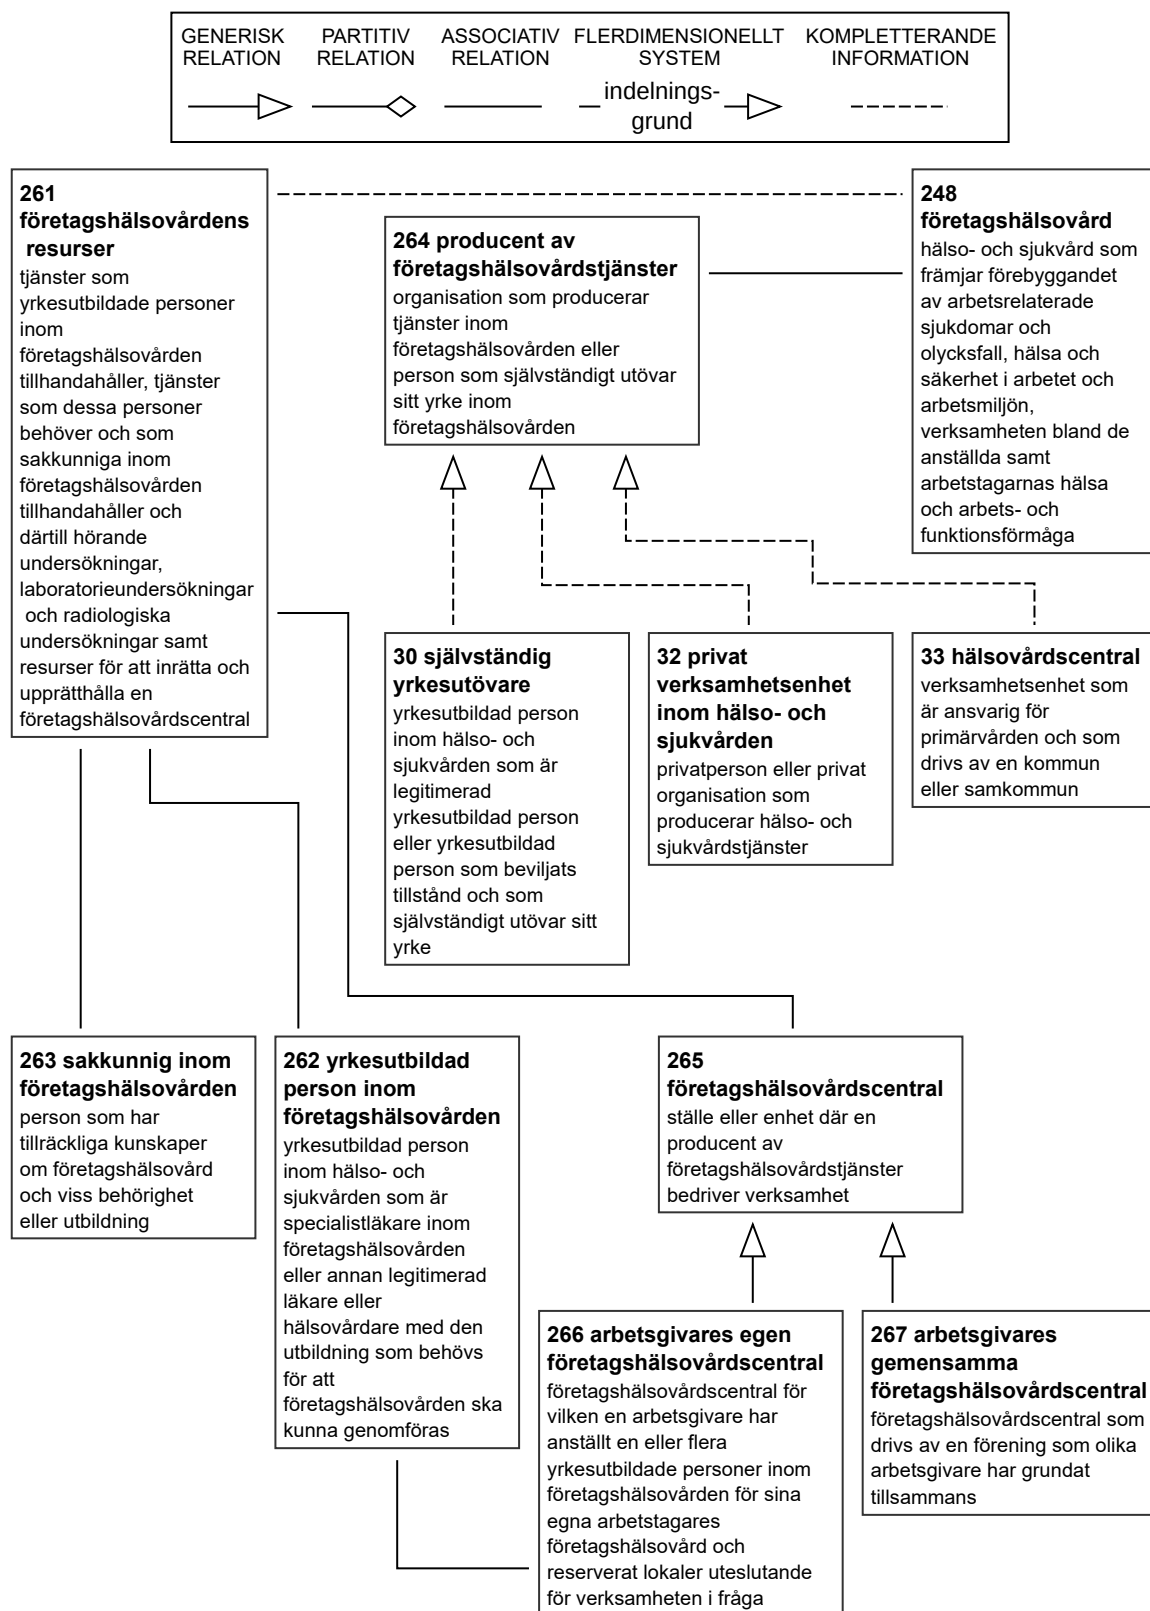 GENERISK
RELATION
PARTITIV
RELATION
ASSOCIATIV
RELATION
FLERDIMENSIONELLT
SYSTEM
KOMPLETTERANDE
INFORMATION
indelnings-
grund
261
företagshälsovårdens
resurser
tjänster som
yrkesutbildade personer
inom
företagshälsovården
tillhandahåller, tjänster
som dessa personer
behöver och som
sakkunniga inom
företagshälsovården
tillhandahåller och
därtill hörande
undersökningar,
laboratorieundersökningar
och radiologiska
undersökningar samt
resurser för att inrätta och
upprätthålla en
företagshälsovårdscentral
264 producent av
företagshälsovårdstjänster
organisation som producerar
tjänster inom
företagshälsovården eller
person som självständigt utövar
sitt yrke inom
företagshälsovården
248
företagshälsovård
hälso- och sjukvård som
främjar förebyggandet
av arbetsrelaterade
sjukdomar och
olycksfall, hälsa och
säkerhet i arbetet och
arbetsmiljön,
verksamheten bland de
anställda samt
arbetstagarnas hälsa
och arbets- och
funktionsförmåga
30 självständig
yrkesutövare
yrkesutbildad person
inom hälso- och
sjukvården som är
legitimerad
yrkesutbildad person
eller yrkesutbildad
person som beviljats
tillstånd och som
självständigt utövar sitt
yrke
32 privat
verksamhetsenhet
inom hälso- och
sjukvården
privatperson eller privat
organisation som
producerar hälso- och
sjukvårdstjänster
33 hälsovårdscentral
verksamhetsenhet som
är ansvarig för
primärvården och som
drivs av en kommun
eller samkommun
263 sakkunnig inom
företagshälsovården
person som har
tillräckliga kunskaper
om företagshälsovård
och viss behörighet
eller utbildning
262 yrkesutbildad
person inom
företagshälsovården
yrkesutbildad person
inom hälso- och
sjukvården som är
specialistläkare inom
företagshälsovården
eller annan legitimerad
läkare eller
hälsovårdare med den
utbildning som behövs
för att
företagshälsovården ska
kunna genomföras
265
företagshälsovårdscentral
ställe eller enhet där en
producent av
företagshälsovårdstjänster
bedriver verksamhet
266 arbetsgivares egen
företagshälsovårdscentral
företagshälsovårdscentral för
vilken en arbetsgivare har
anställt en eller flera
yrkesutbildade personer inom
företagshälsovården för sina
egna arbetstagares
företagshälsovård och
reserverat lokaler uteslutande
för verksamheten i fråga
267 arbetsgivares
gemensamma
företagshälsovårdscentral
företagshälsovårdscentral som
drivs av en förening som olika
arbetsgivare har grundat
tillsammans